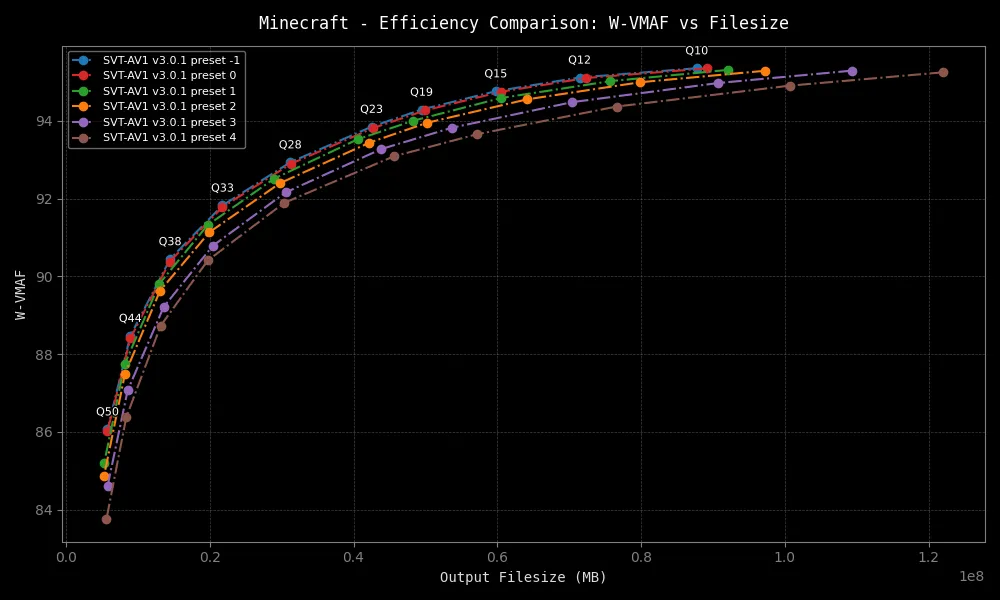 Minecraft - Efficiency Comparison: W-VMAF vs Filesize
SVT-AV1 v3.0.1 preset -1
SVT-AV1 v3.0.1 preset 0
SVT-AV1 v3.0.1 preset 1
SVT-AV1 v3.0.1 preset 2
SVT-AV1 v3.0.1 preset 3
SVT-AV1 v3.0.1 preset 4
Q10
Q12
Q15
Q19
Q23
Q28
Q33
Q38
Q44
Q50
94
92
90
88
86
84
W-VMAF
0.0
0.2
0.4
0.6
0.8
1.0
1.2
1e8
Output Filesize (MB)